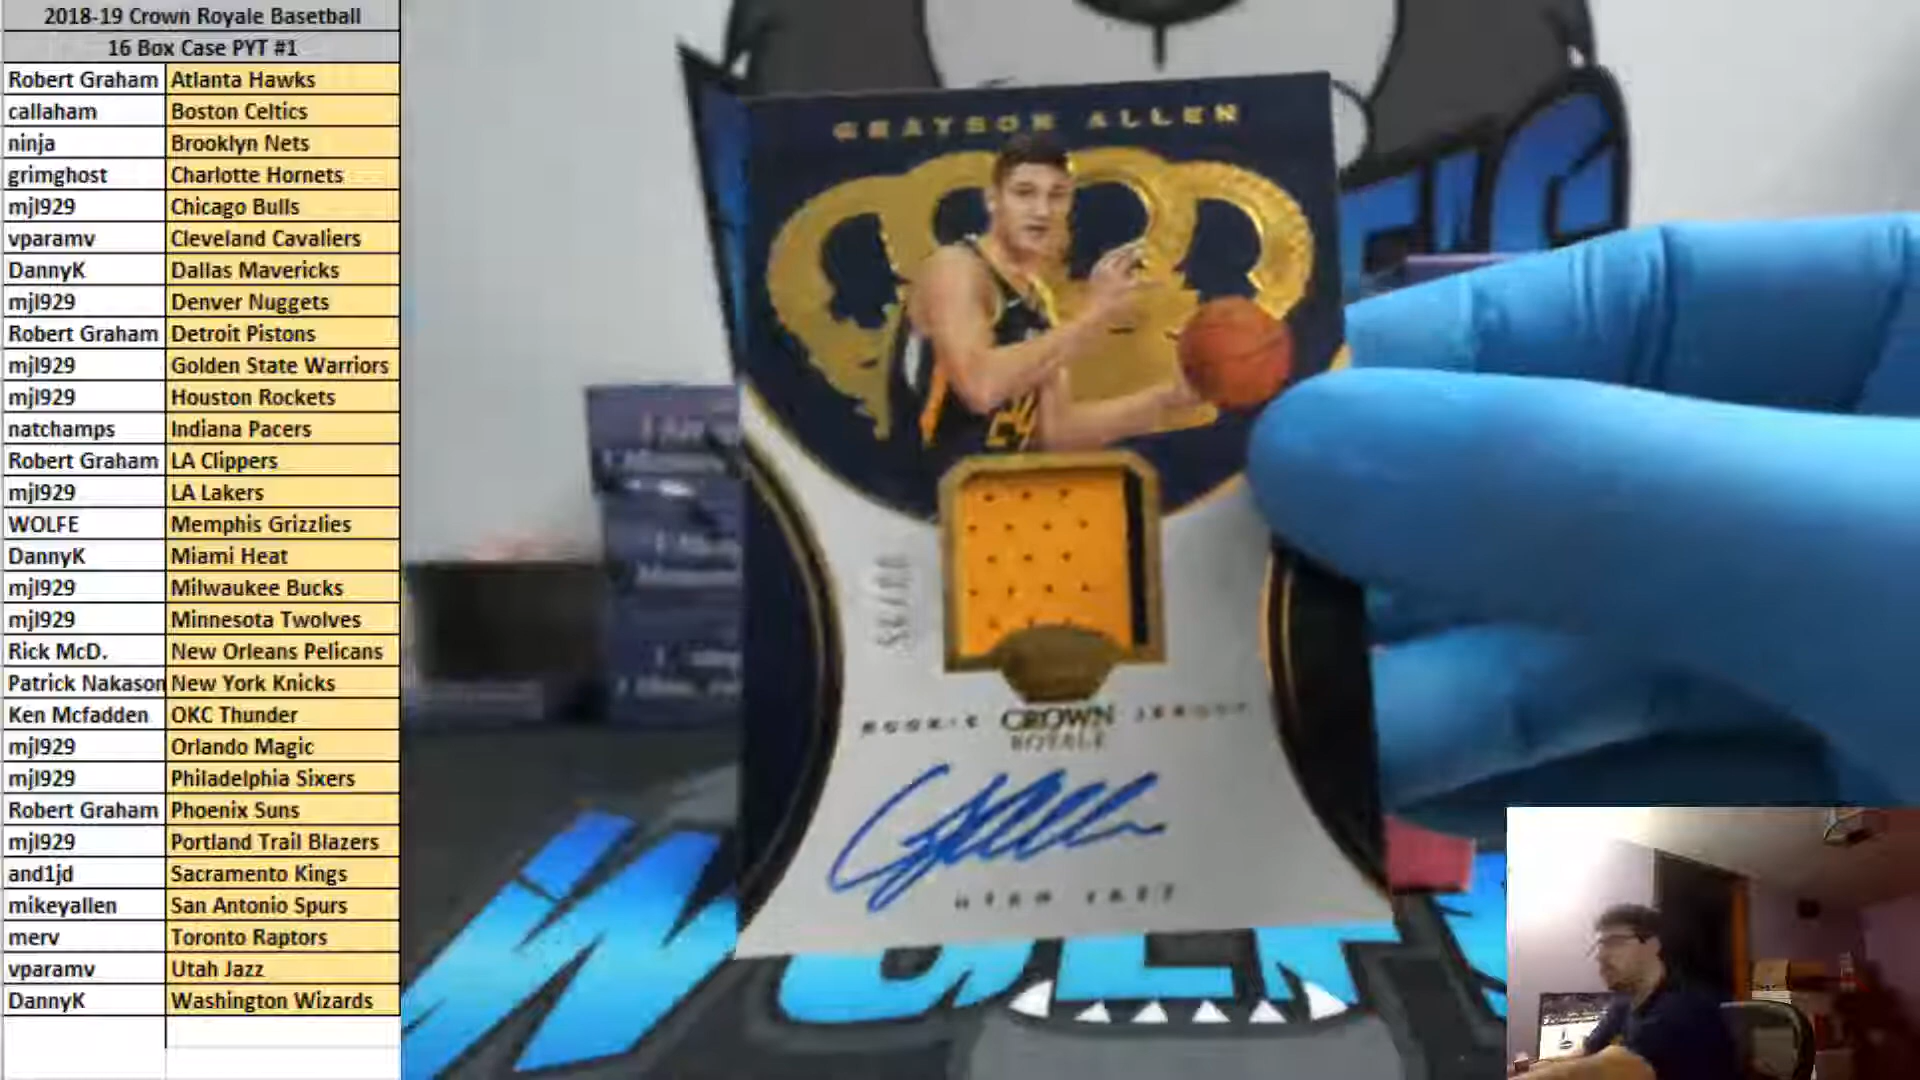 2018-19 Crown Royale Basetball
16 Box Case PYT #1
Robert Graham Atlanta Hawks
callaham Boston Celtics
ninja Brooklyn Nets
grimghost Charlotte Hornets
mjl929 Chicago Bulls
vparamv Cleveland Cavaliers
DannyK Dallas Mavericks
mjl929 Denver Nuggets
Robert Graham Detroit Pistons
mjl929 Golden State Warriors
mjl929 Houston Rockets
natchamps Indiana Pacers
Robert Graham LA Clippers
mjl929 LA Lakers
WOLFE Memphis Grizzlies
DannyK Miami Heat
mjl929 Milwaukee Bucks
mjl929 Minnesota Twolves
Rick McD. New Orleans Pelicans
Patrick Nakason New York Knicks
Ken Mcfadden OKC Thunder
mjl929 Orlando Magic
mjl929 Philadelphia Sixers
Robert Graham Phoenix Suns
mjl929 Portland Trail Blazers
and1jd Sacramento Kings
mikeyallen San Antonio Spurs
merv Toronto Raptors
vparamv Utah Jazz
DannyK Washington Wizards
GRAYSON ALLEN
24
ROOKIE CROWN JERSEY
ROYALE
UTAH JAZZ